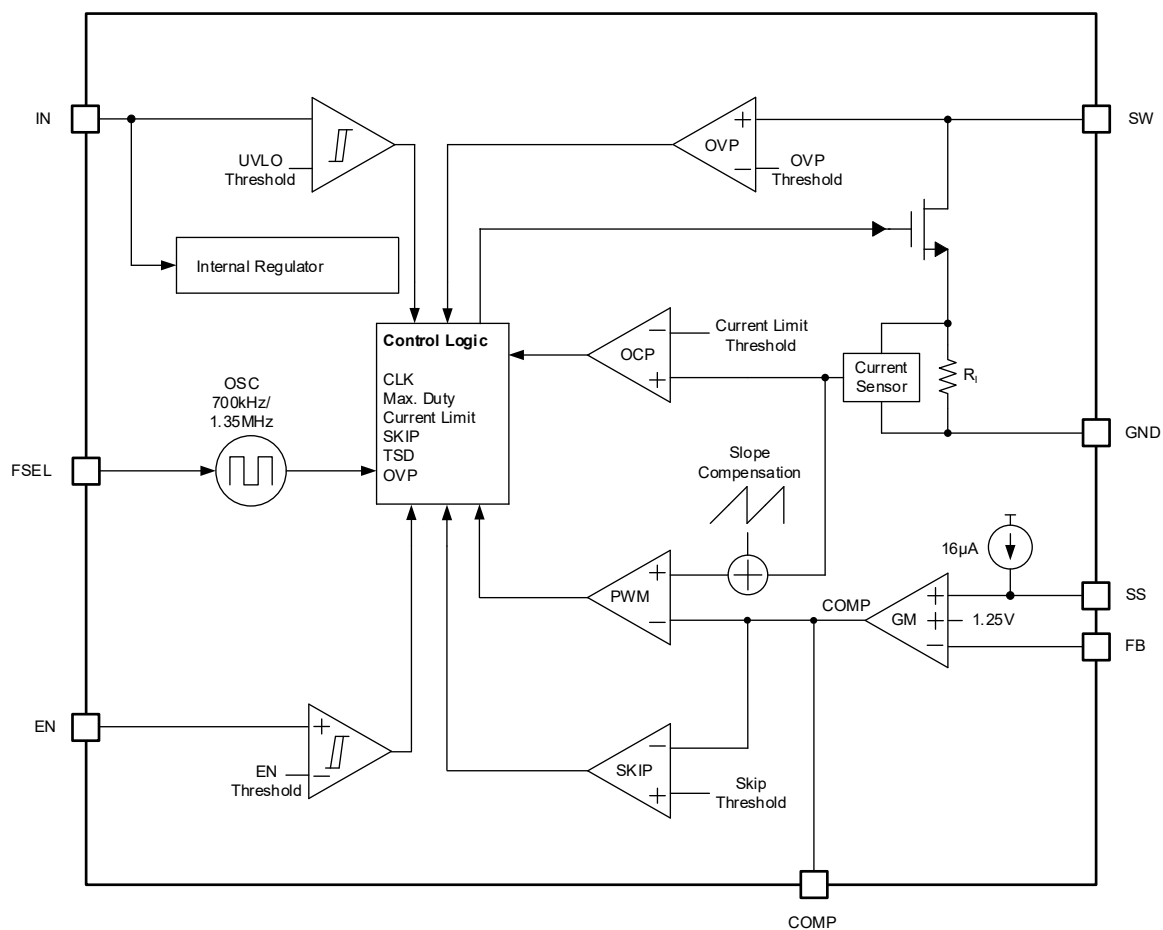 IN
UVLO
Threshold
OVP
+
−
OVP
Threshold
SW
Internal Regulator
Control Logic
CLK
Max. Duty
Current Limit
SKIP
TSD
OVP
OCP
−
+
Current Limit
Threshold
Current
Sensor
RI
GND
OSC
700kHz/
1.35MHz
FSEL
Slope
Compensation
PWM
+
−
+
COMP
16µA
GM
+
+
−
1.25V
SS
FB
EN
+
−
EN
Threshold
SKIP
−
+
Skip
Threshold
COMP